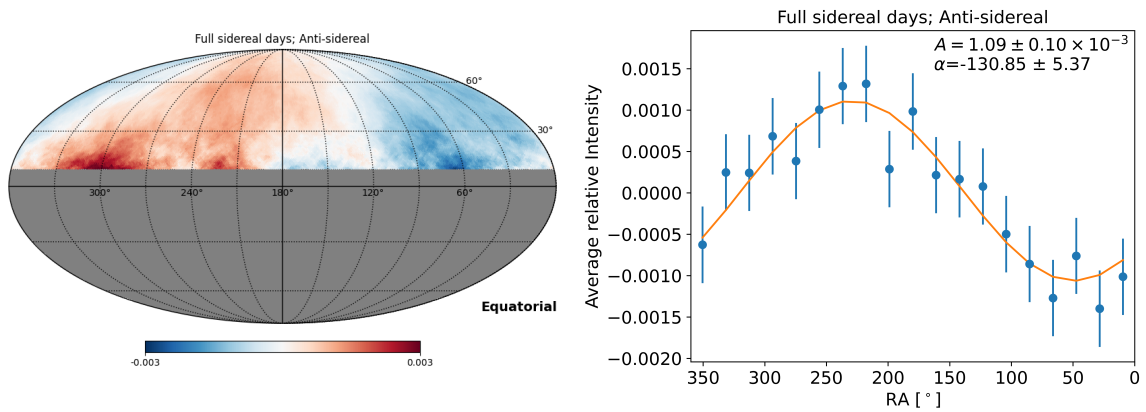 Full sidereal days; Anti-sidereal
60°
30°
300° 240° 180° 120° 60°
Equatorial
-0.003 0.003
Full sidereal days; Anti-sidereal
A = 1.09 ± 0.10 × 10⁻³
α=-130.85 ± 5.37
Average relative Intensity
0.0015
0.0010
0.0005
0.0000
−0.0005
−0.0010
−0.0015
−0.0020
350 300 250 200 150 100 50 0
RA [°]